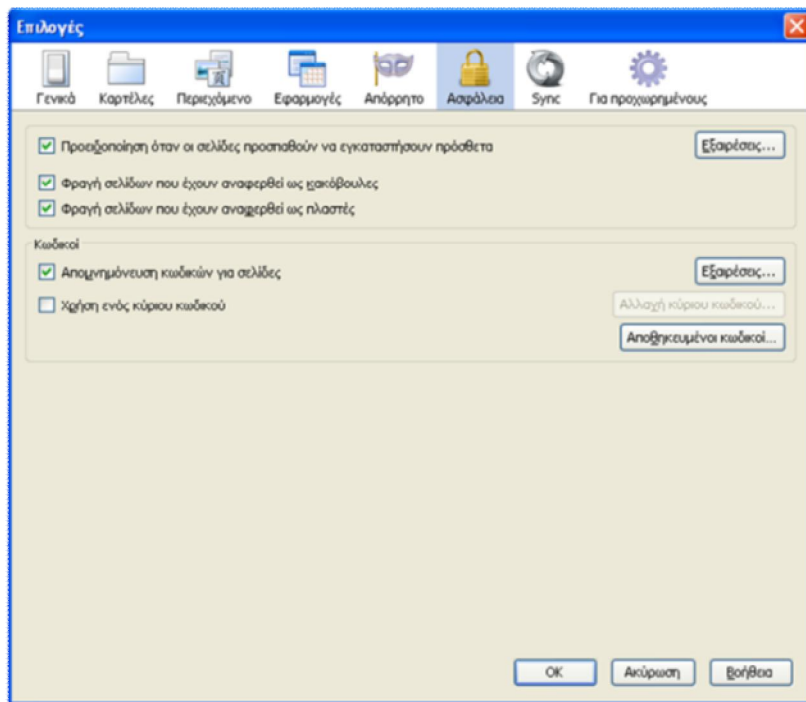 Επιλογές
Γενικά Καρτέλες Περιεχόμενο Εφαρμογές Απόρρητο Ασφάλεια Sync Για προχωρημένους
Προειδοποίηση όταν οι σελίδες προσπαθούν να εγκαταστήσουν πρόσθετα Εξαιρέσεις...
Φραγή σελίδων που έχουν αναφερθεί ως κακόβουλες
Φραγή σελίδων που έχουν αναφερθεί ως πλαστές
Κωδικοί
Απομνημόνευση κωδικών για σελίδες Εξαιρέσεις...
Χρήση ενός κύριου κωδικού Αλλαγή κύριου κωδικού...
Αποθηκευμένοι κωδικοί...
OK Ακύρωση Βοήθεια